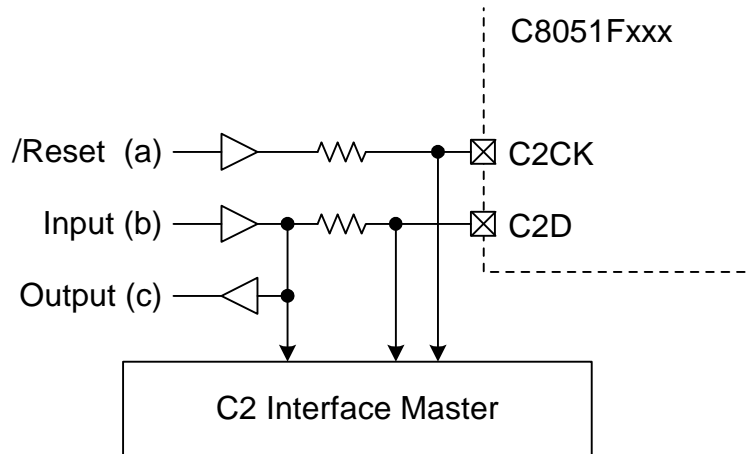 C8051Fxxx
/Reset (a)
C2CK
Input (b)
C2D
Output (c)
C2 Interface Master